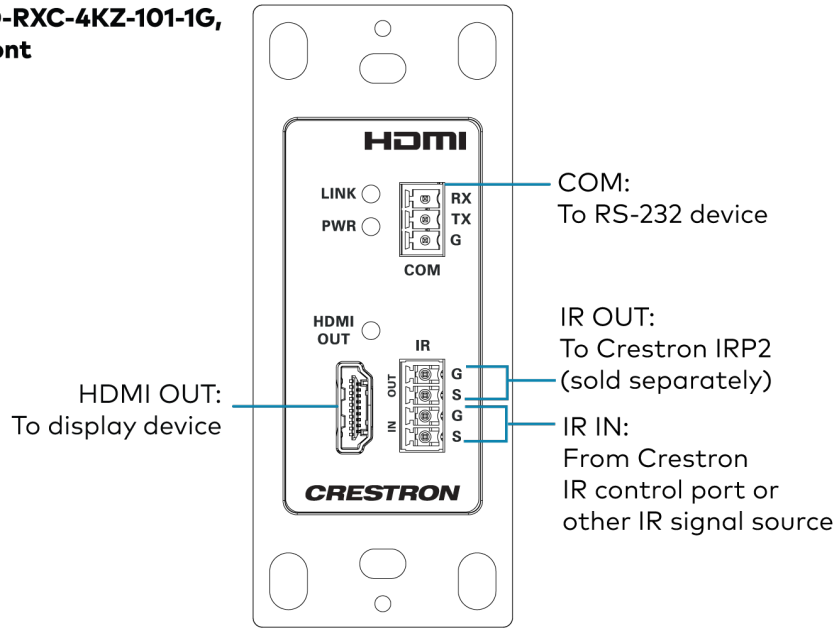 -RXC-4KZ-101-1G,
HDMI
LINK
PWR
RX
TX
G
COM
COM:
To RS-232 device
HDMI
OUT
IR
OUT
IN
G
S
G
S
IR OUT:
To Crestron IRP2
(sold separately)
HDMI OUT:
To display device
IR IN:
From Crestron
IR control port or
other IR signal source
CRESTRON